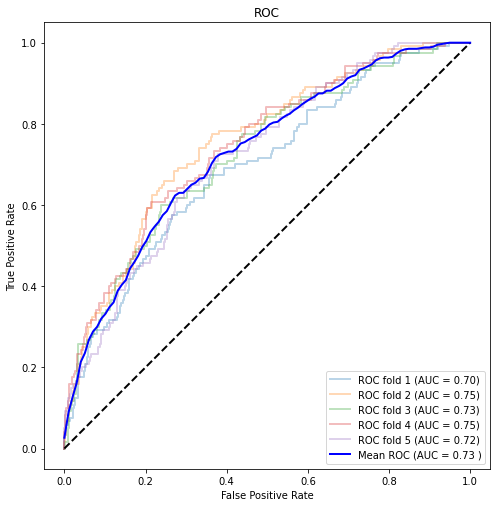 ROC
1.0
0.8
0.6
0.4
0.2
0.0
True Positive Rate
0.0 0.2 0.4 0.6 0.8 1.0
False Positive Rate
ROC fold 1 (AUC = 0.70)
ROC fold 2 (AUC = 0.75)
ROC fold 3 (AUC = 0.73)
ROC fold 4 (AUC = 0.75)
ROC fold 5 (AUC = 0.72)
Mean ROC (AUC = 0.73 )